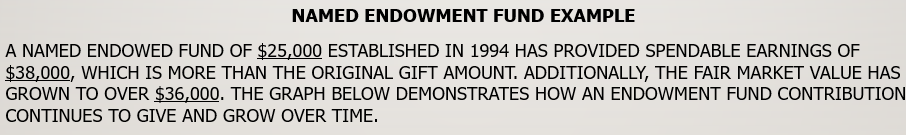 NAMED ENDOWMENT FUND EXAMPLE
A NAMED ENDOWED FUND OF $25,000 ESTABLISHED IN 1994 HAS PROVIDED SPENDABLE EARNINGS OF
$38,000, WHICH IS MORE THAN THE ORIGINAL GIFT AMOUNT. ADDITIONALLY, THE FAIR MARKET VALUE HAS
GROWN TO OVER $36,000. THE GRAPH BELOW DEMONSTRATES HOW AN ENDOWMENT FUND CONTRIBUTION
CONTINUES TO GIVE AND GROW OVER TIME.